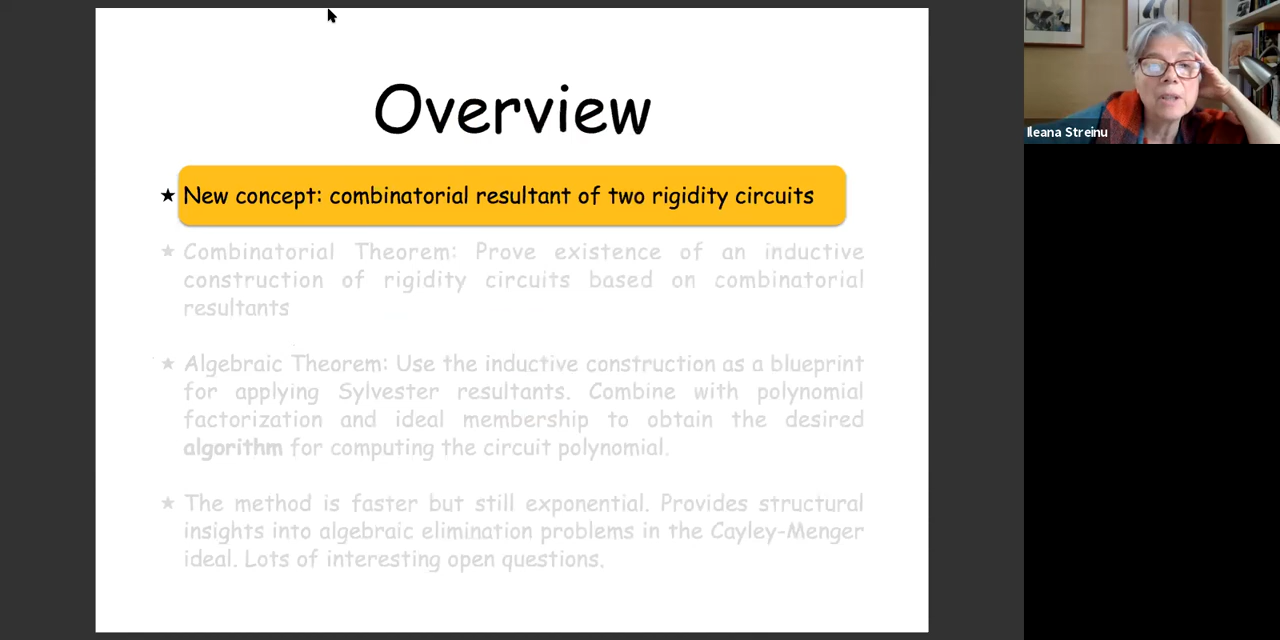 Overview
★ New concept: combinatorial resultant of two rigidity circuits
★ Combinatorial Theorem: Prove existence of an inductive
construction of rigidity circuits based on combinatorial
resultants
★ Algebraic Theorem: Use the inductive construction as a blueprint
for applying Sylvester resultants. Combine with polynomial
factorization and ideal membership to obtain the desired
algorithm for computing the circuit polynomial.
★ The method is faster but still exponential. Provides structural
insights into algebraic elimination problems in the Cayley-Menger
ideal. Lots of interesting open questions.
Ileana Streinu